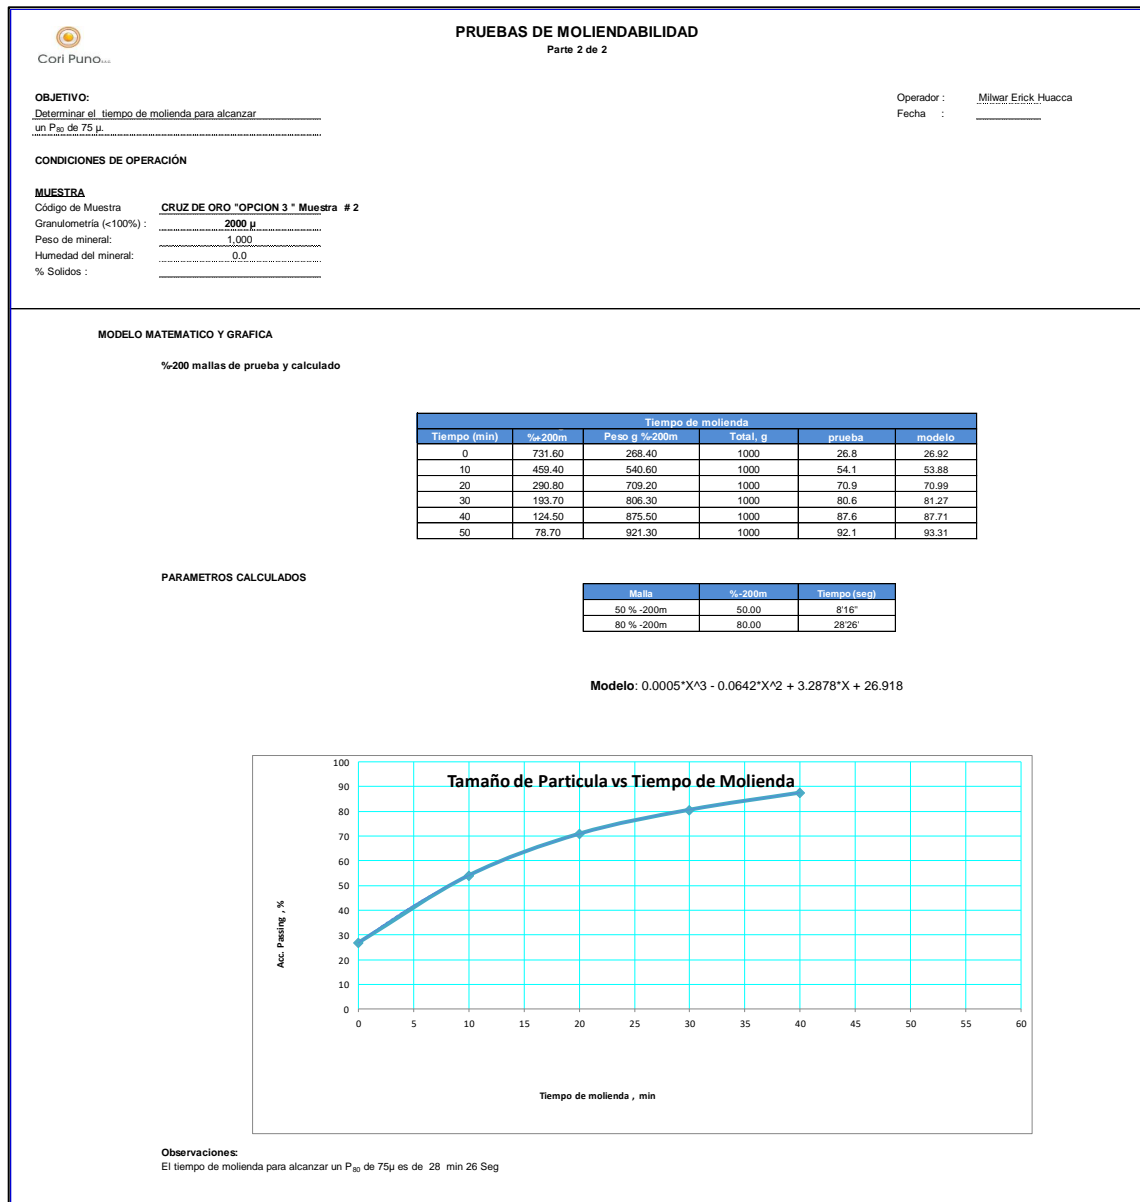 Cori Puno S.A.C.
PRUEBAS DE MOLIENDABILIDAD
Parte 2 de 2
OBJETIVO:
Determinar el tiempo de molienda para alcanzar
un P80 de 75 µ.
Operador : Milwar Erick Huacca
Fecha :
CONDICIONES DE OPERACIÓN
MUESTRA
Código de Muestra CRUZ DE ORO "OPCION 3 " Muestra # 2
Granulometría (<100%) : 2000 µ
Peso de mineral: 1,000
Humedad del mineral: 0.0
% Solidos :
MODELO MATEMATICO Y GRAFICA
%-200 mallas de prueba y calculado
Tiempo de molienda
Tiempo (min) %+200m Peso g %-200m Total, g prueba modelo
0 731.60 268.40 1000 26.8 26.92
10 459.40 540.60 1000 54.1 53.88
20 290.80 709.20 1000 70.9 70.99
30 193.70 806.30 1000 80.6 81.27
40 124.50 875.50 1000 87.6 87.71
50 78.70 921.30 1000 92.1 93.31
PARAMETROS CALCULADOS
Malla %-200m Tiempo (seg)
50 % -200m 50.00 8'16"
80 % -200m 80.00 28'26'
Modelo: 0.0005*X^3 - 0.0642*X^2 + 3.2878*X + 26.918
Tamaño de Particula vs Tiempo de Molienda
100
90
80
70
60
50
40
30
20
10
0
Acc. Passing , %
0 5 10 15 20 25 30 35 40 45 50 55 60
Tiempo de molienda , min
Observaciones:
El tiempo de molienda para alcanzar un P80 de 75µ es de 28 min 26 Seg